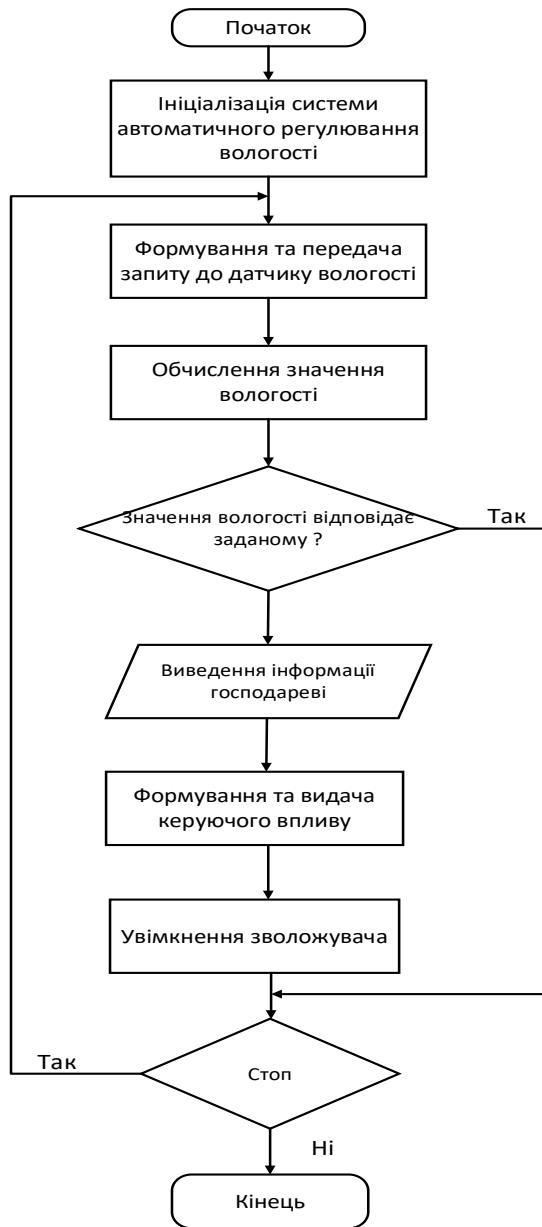 Початок
Ініціалізація системи
автоматичного регулювання
вологості
Формування та передача
запиту до датчику вологості
Обчислення значення
вологості
Значення вологості відповідає
заданому ?
Так
Виведення інформації
господареві
Формування та видача
керуючого впливу
Увімкнення зволожувача
Так
Стоп
Ні
Кінець